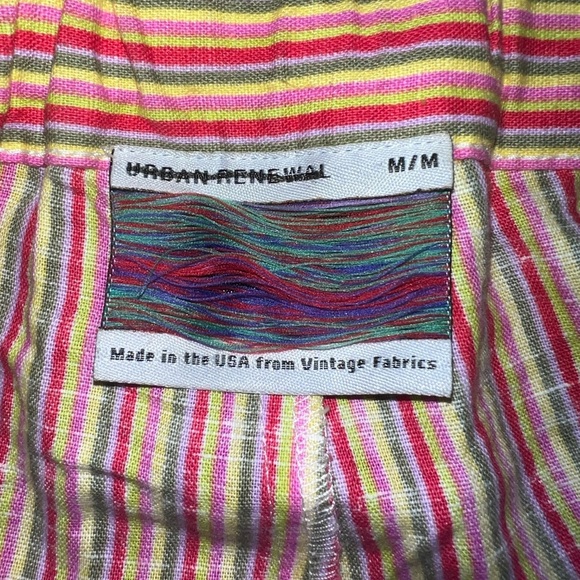 URBAN RENEWAL M/M
Made in the USA from Vintage Fabrics